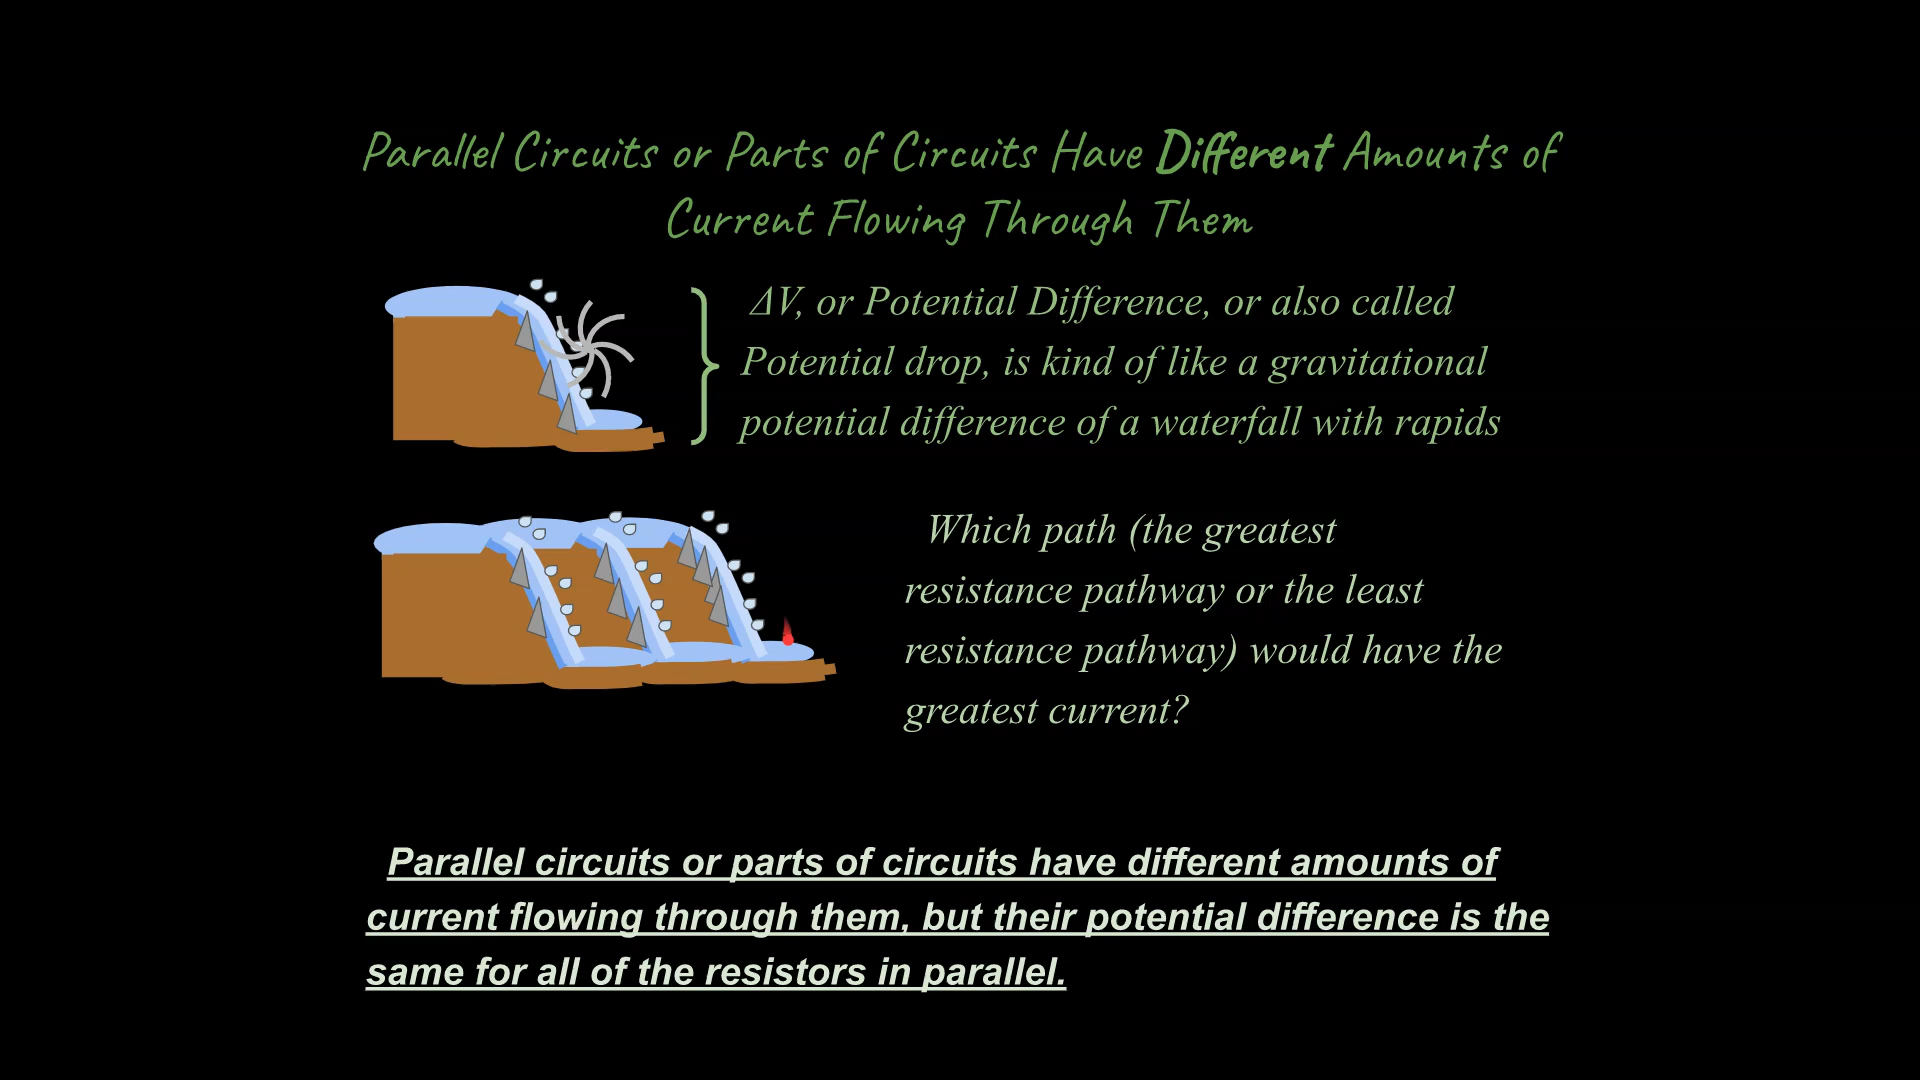 Parallel Circuits or Parts of Circuits Have Different Amounts of
Current Flowing Through Them
ΔV, or Potential Difference, or also called
Potential drop, is kind of like a gravitational
potential difference of a waterfall with rapids
Which path (the greatest
resistance pathway or the least
resistance pathway) would have the
greatest current?
Parallel circuits or parts of circuits have different amounts of
current flowing through them, but their potential difference is the
same for all of the resistors in parallel.